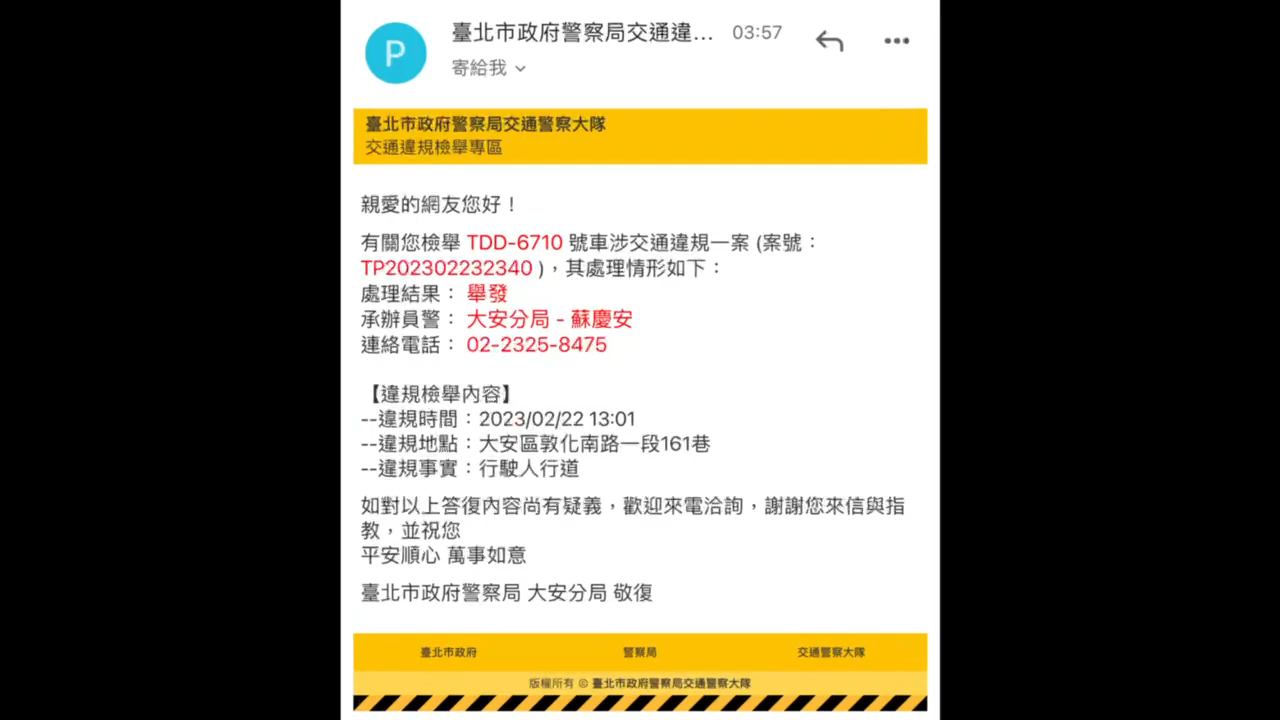 P
臺北市政府警察局交通違... 03:57
寄給我
臺北市政府警察局交通警察大隊
交通違規檢舉專區
親愛的網友您好！
有關您檢舉 TDD-6710 號車涉交通違規一案 (案號：
TP202302232340 )，其處理情形如下：
處理結果： 舉發
承辦員警： 大安分局 - 蘇慶安
連絡電話： 02-2325-8475
【違規檢舉內容】
--違規時間：2023/02/22 13:01
--違規地點：大安區敦化南路一段161巷
--違規事實：行駛人行道
如對以上答復內容尚有疑義，歡迎來電洽詢，謝謝您來信與指
教，並祝您
平安順心 萬事如意
臺北市政府警察局 大安分局 敬復
臺北市政府 警察局 交通警察大隊
版權所有 © 臺北市政府警察局交通警察大隊